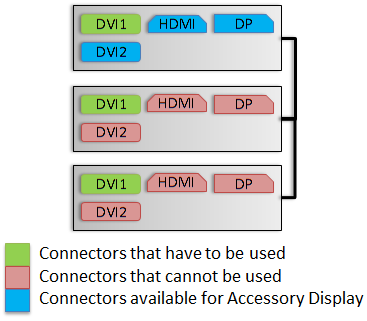 DVI1 HDMI DP
DVI2
DVI1 HDMI DP
DVI2
DVI1 HDMI DP
DVI2
Connectors that have to be used
Connectors that cannot be used
Connectors available for Accessory Display